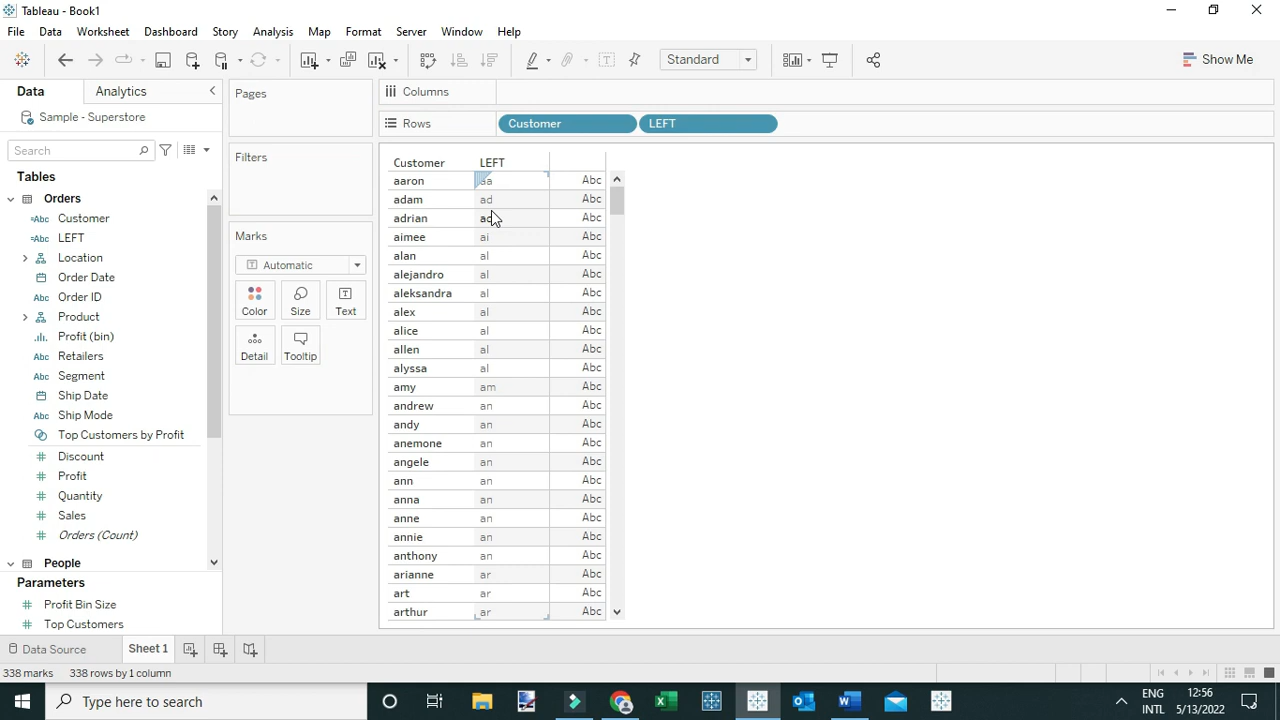 Tableau - Book1
File Data Worksheet Dashboard Story Analysis Map Format Server Window Help
Standard
Show Me
Data Analytics
Sample - Superstore
Search
Tables
Orders
=Abc Customer
=Abc LEFT
Location
Order Date
Abc Order ID
Product
Profit (bin)
Abc Retailers
Abc Segment
Ship Date
Abc Ship Mode
Top Customers by Profit
# Discount
# Profit
# Quantity
# Sales
# Orders (Count)
People
Parameters
# Profit Bin Size
# Top Customers
Pages
Filters
Marks
Automatic
Color Size Text
Detail Tooltip
Columns
Rows Customer LEFT
Customer LEFT
aaron aa Abc
adam ad Abc
adrian ad Abc
aimee ai Abc
alan al Abc
alejandro al Abc
aleksandra al Abc
alex al Abc
alice al Abc
allen al Abc
alyssa al Abc
amy am Abc
andrew an Abc
andy an Abc
anemone an Abc
angele an Abc
ann an Abc
anna an Abc
anne an Abc
annie an Abc
anthony an Abc
arianne ar Abc
art ar Abc
arthur ar Abc
Data Source Sheet 1
338 marks 338 rows by 1 column
Type here to search
ENG
INTL
12:56
5/13/2022